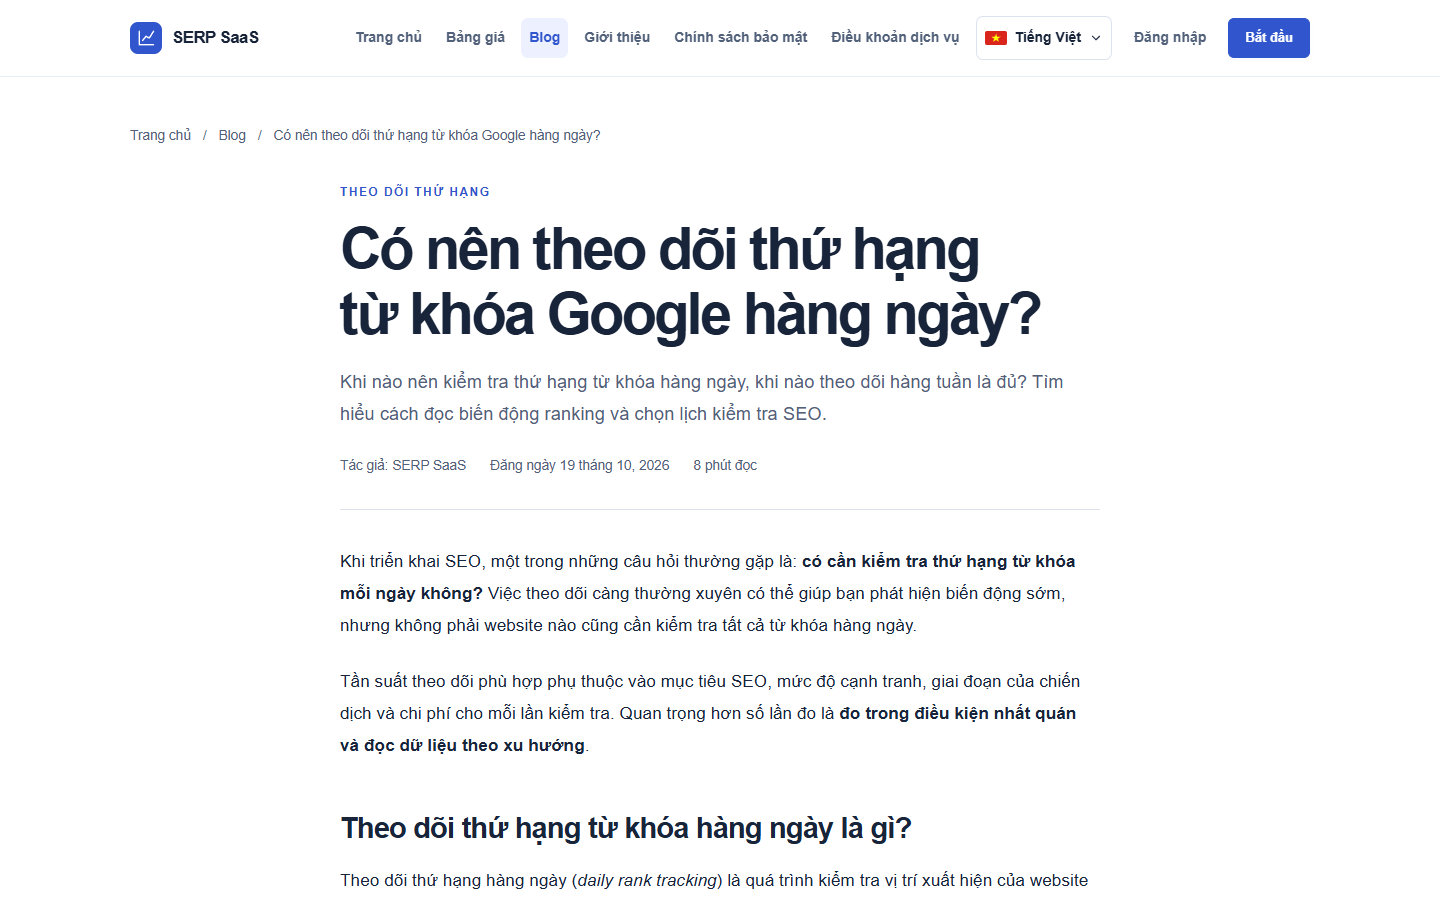 SERP SaaS
Trang chủ
Bảng giá
Blog
Giới thiệu
Chính sách bảo mật
Điều khoản dịch vụ
Tiếng Việt
Đăng nhập
Bắt đầu
Trang chủ / Blog / Có nên theo dõi thứ hạng từ khóa Google hàng ngày?
THEO DÕI THỨ HẠNG
Có nên theo dõi thứ hạng
từ khóa Google hàng ngày?
Khi nào nên kiểm tra thứ hạng từ khóa hàng ngày, khi nào theo dõi hàng tuần là đủ? Tìm
hiểu cách đọc biến động ranking và chọn lịch kiểm tra SEO.
Tác giả: SERP SaaS Đăng ngày 19 tháng 10, 2026 8 phút đọc
Khi triển khai SEO, một trong những câu hỏi thường gặp là: có cần kiểm tra thứ hạng từ khóa
mỗi ngày không? Việc theo dõi càng thường xuyên có thể giúp bạn phát hiện biến động sớm,
nhưng không phải website nào cũng cần kiểm tra tất cả từ khóa hàng ngày.
Tần suất theo dõi phù hợp phụ thuộc vào mục tiêu SEO, mức độ cạnh tranh, giai đoạn của chiến
dịch và chi phí cho mỗi lần kiểm tra. Quan trọng hơn số lần đo là đo trong điều kiện nhất quán
và đọc dữ liệu theo xu hướng.
Theo dõi thứ hạng từ khóa hàng ngày là gì?
Theo dõi thứ hạng hàng ngày (daily rank tracking) là quá trình kiểm tra vị trí xuất hiện của website